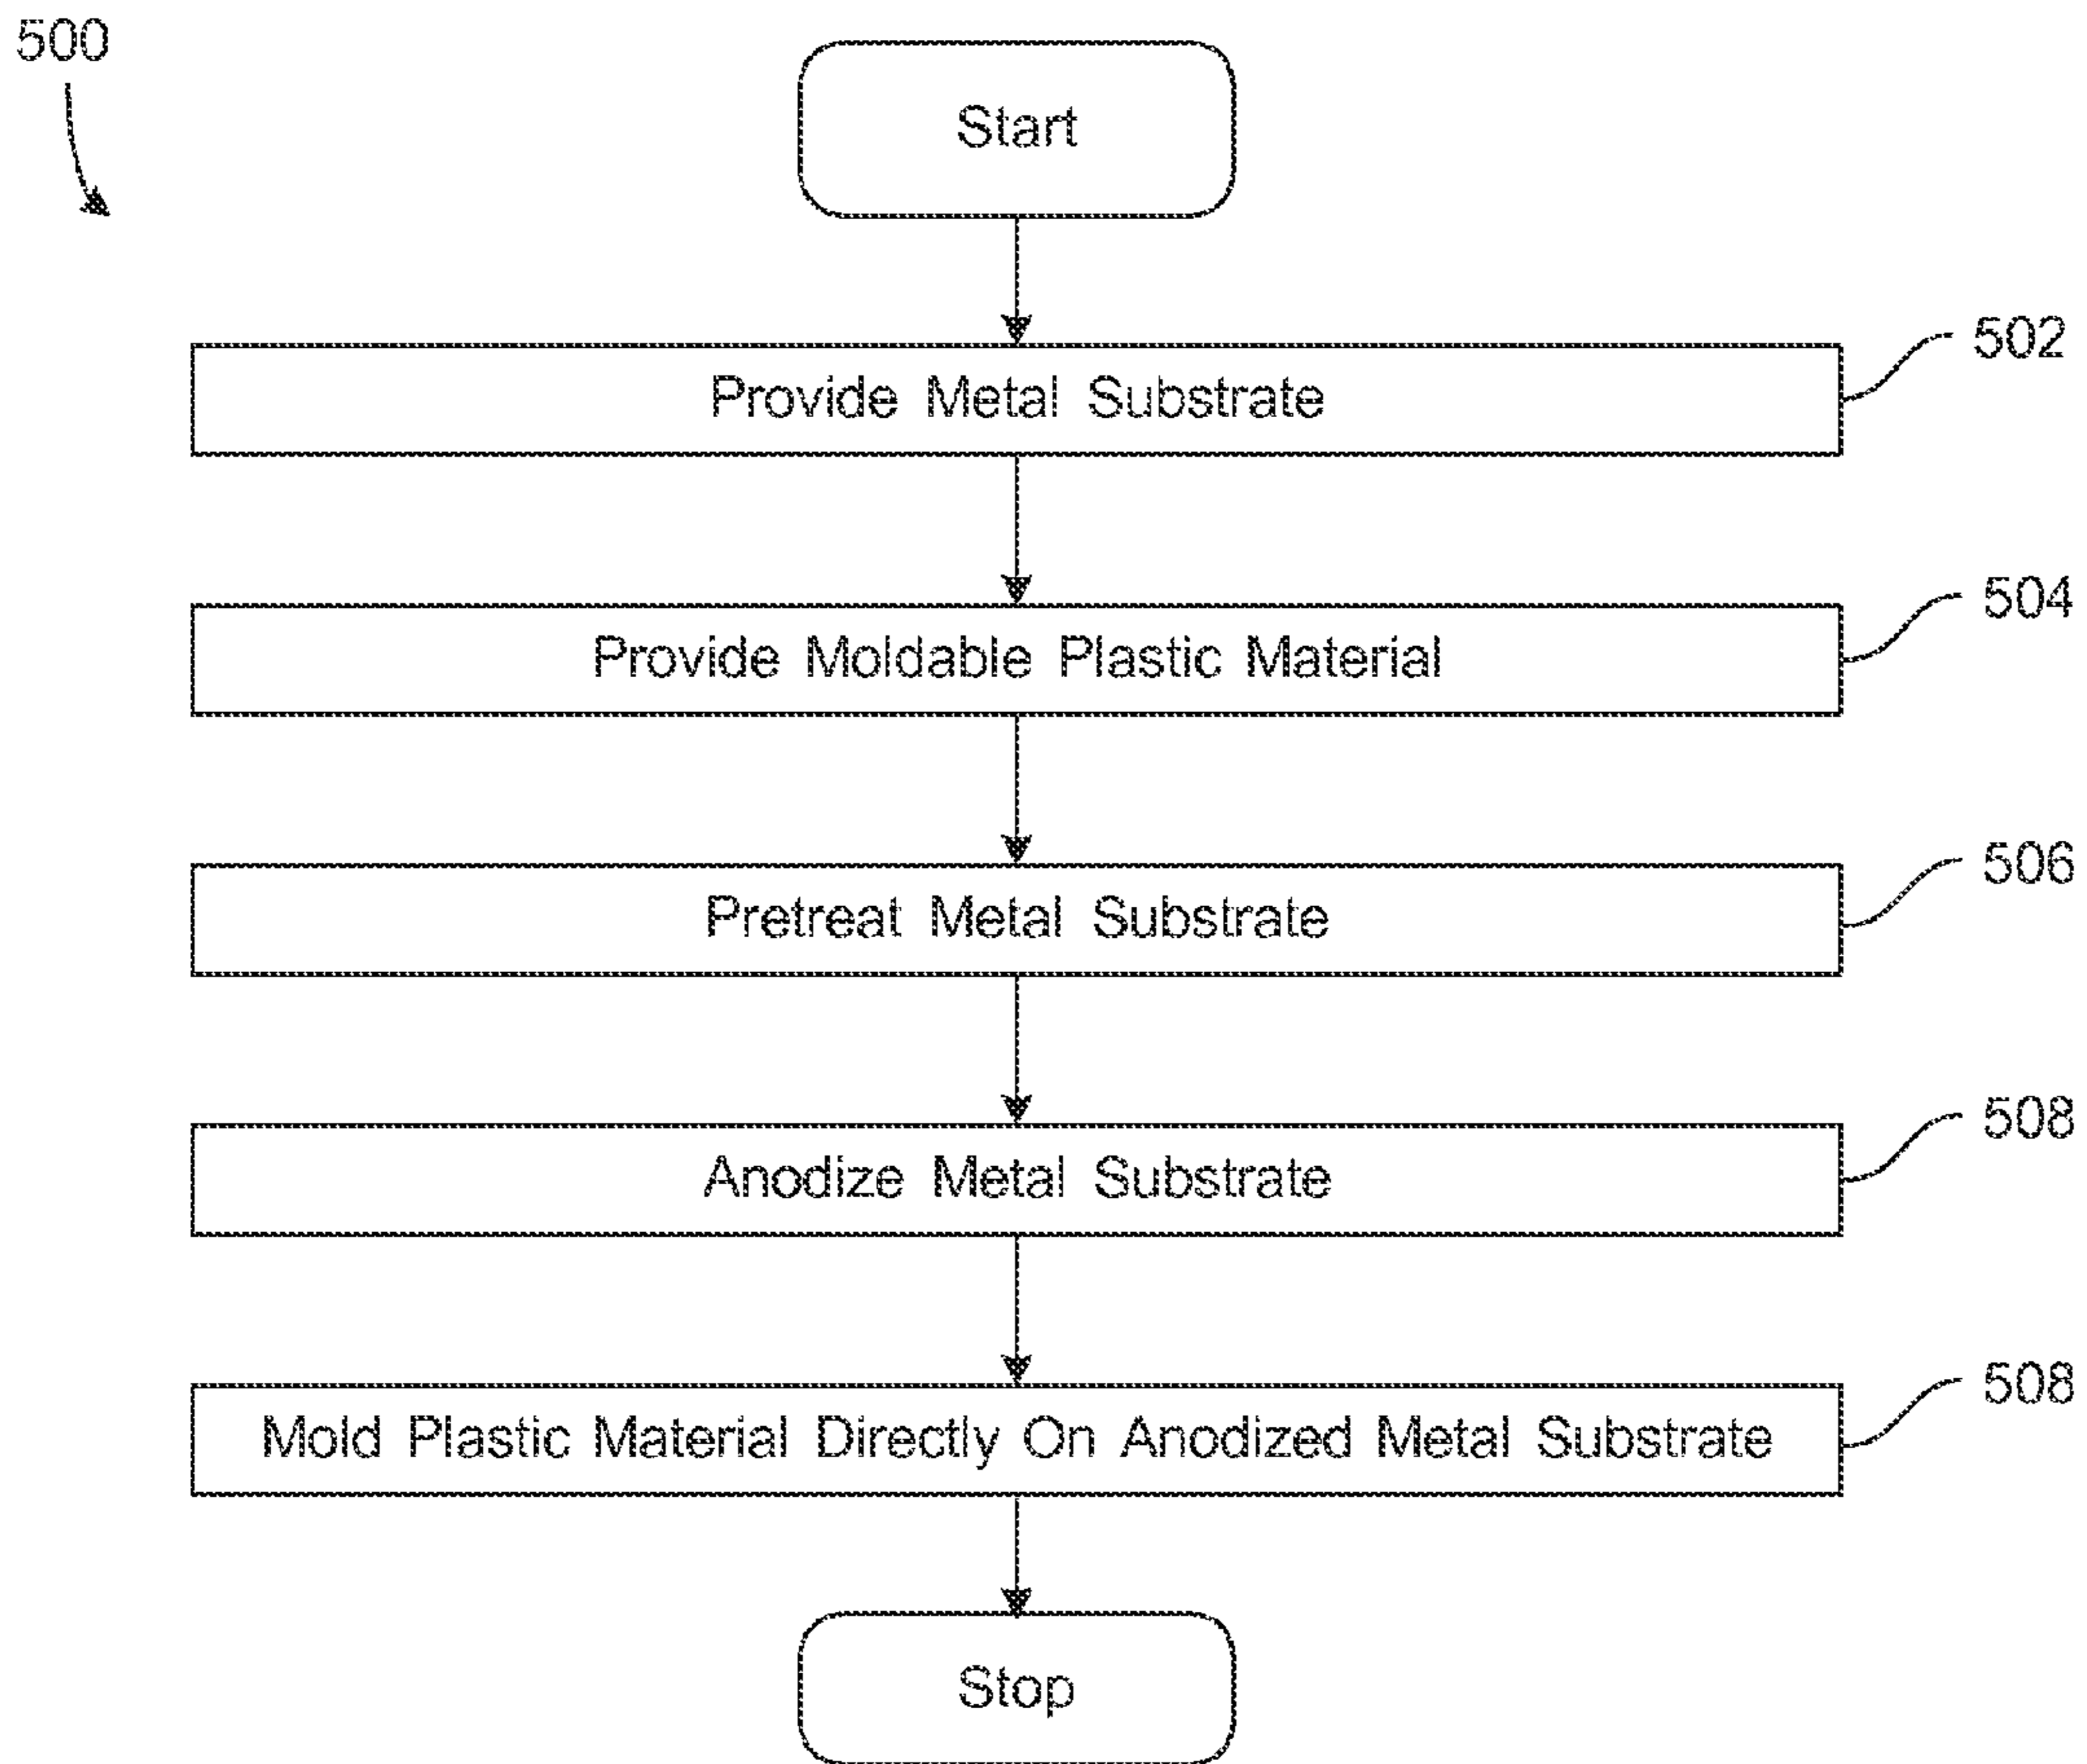 500
Start
Provide Metal Substrate
502
Provide Moldable Plastic Material
504
Pretreat Metal Substrate
506
Anodize Metal Substrate
508
Mold Plastic Material Directly On Anodized Metal Substrate
508
Stop